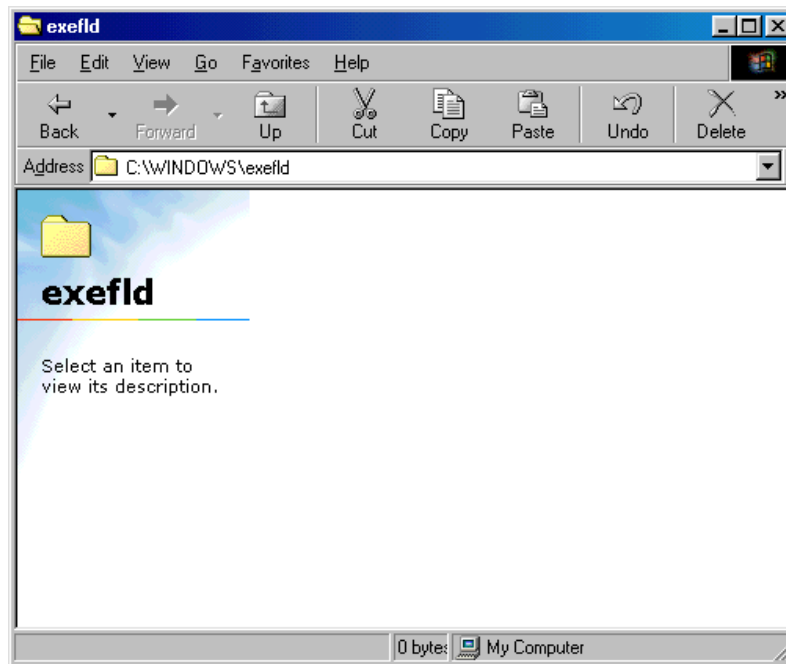 exefld
File Edit View Go Favorites Help
Back Forward Up Cut Copy Paste Undo Delete »
Address C:\WINDOWS\exefld
exefld
Select an item to
view its description.
0 bytes My Computer